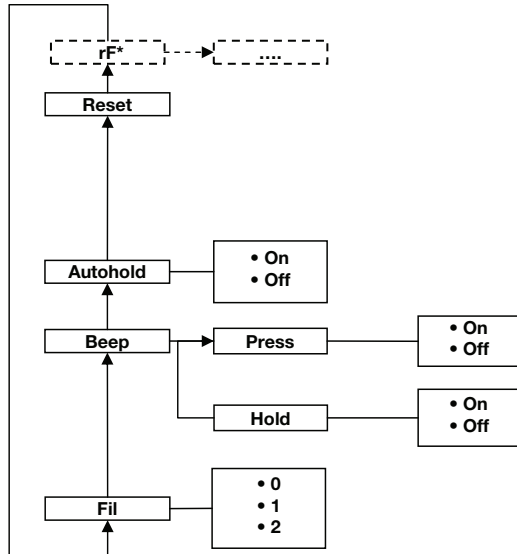 rF*
....
Reset
Autohold
• On
• Off
Beep
Press
• On
• Off
Hold
• On
• Off
Fil
• 0
• 1
• 2